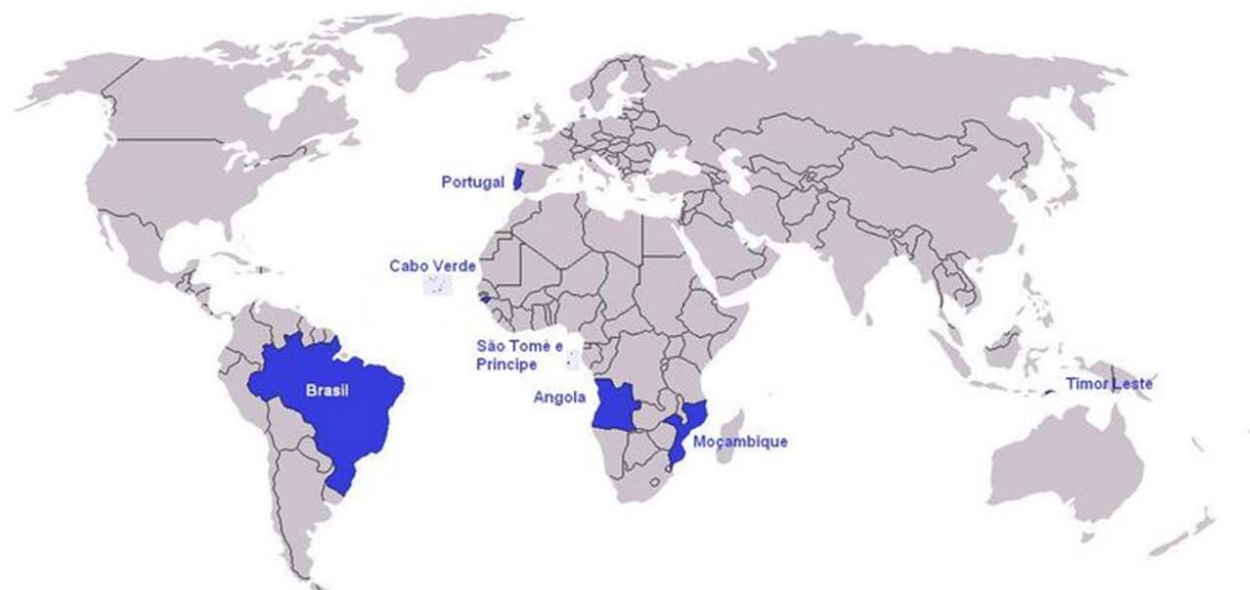 Portugal
Cabo Verde
São Tomé e
Príncipe
Brasil
Angola
Timor Leste
Moçambique